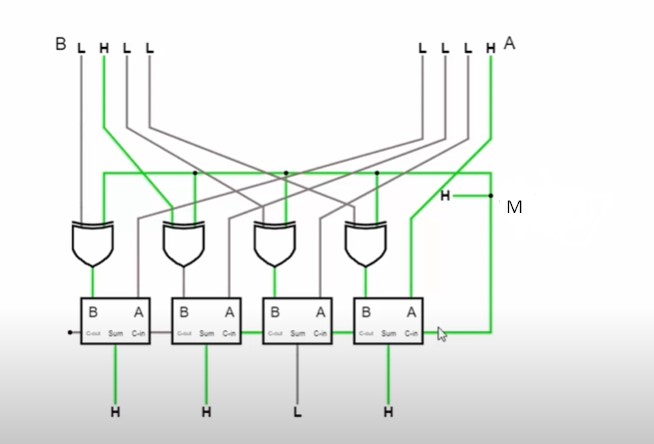 B L H L L L L L H A
H
M
B A B A B A B A
C-out Sum C-in C-out Sum C-in C-out Sum C-in C-out Sum C-in
H H L H